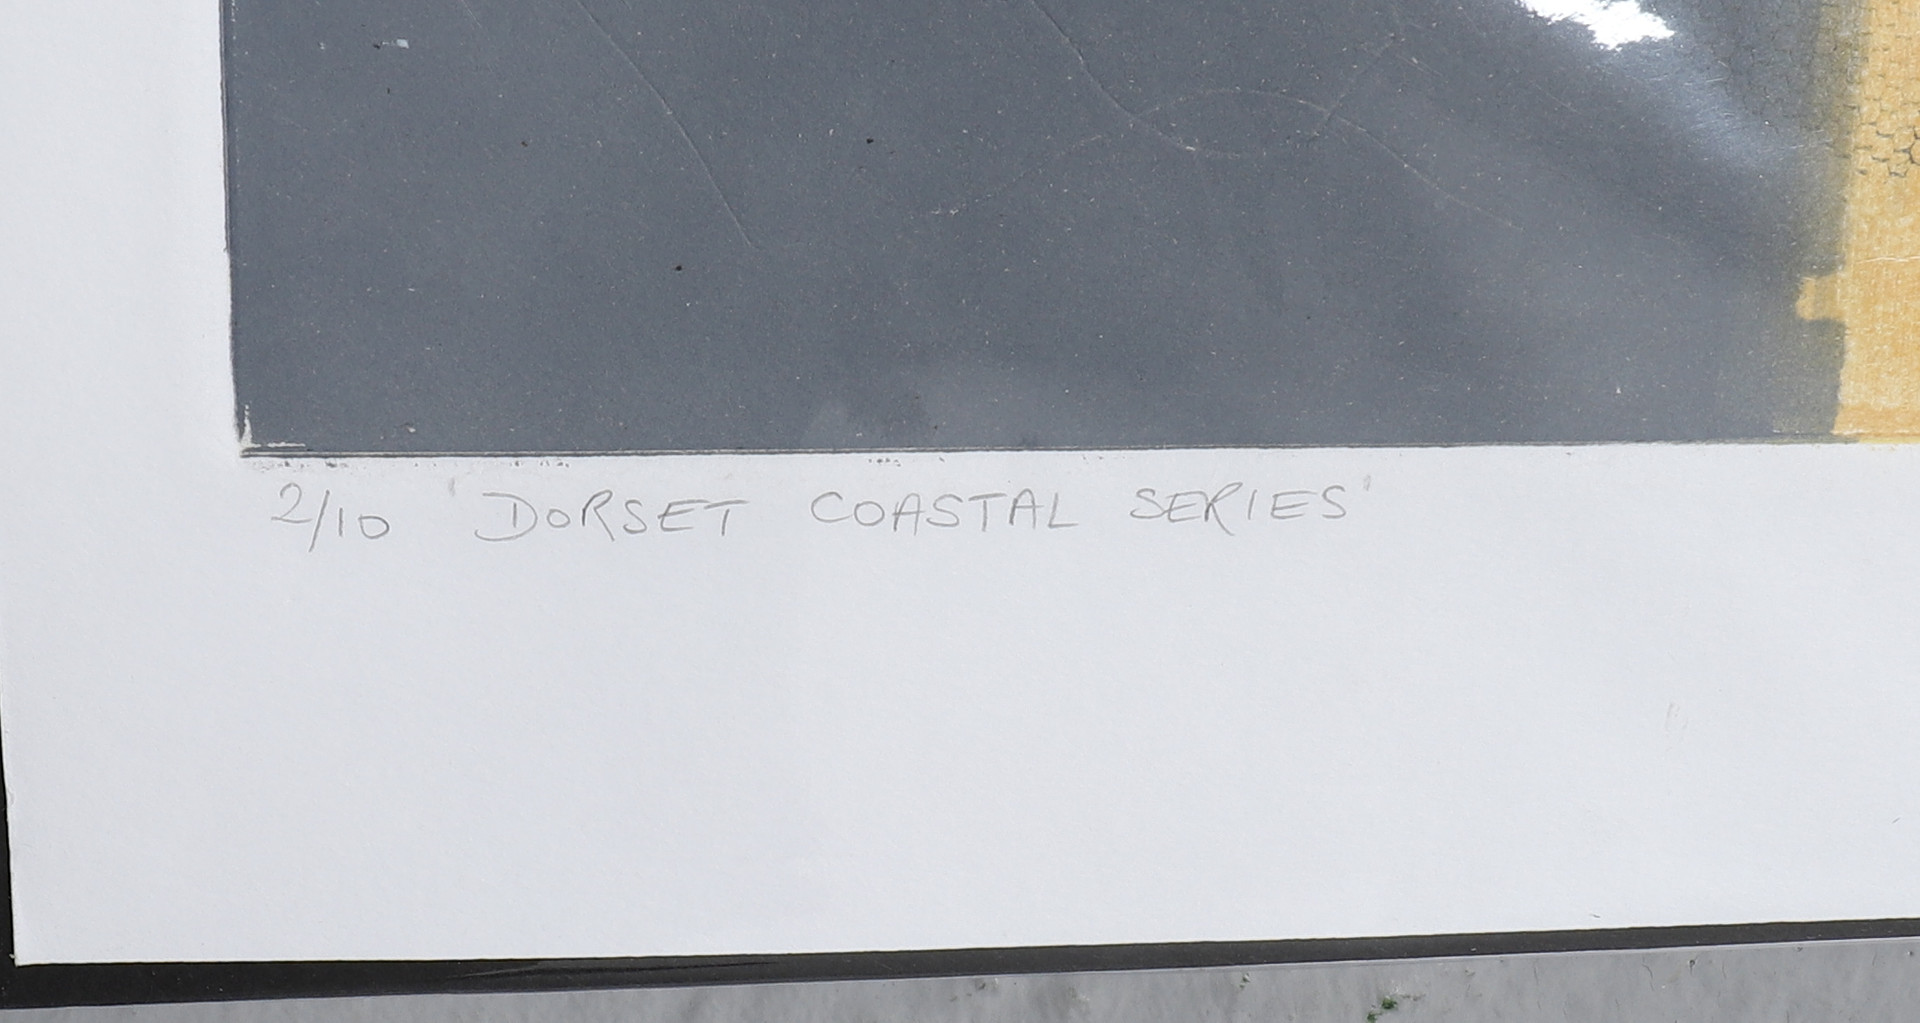 2/10 'DORSET COASTAL SERIES'